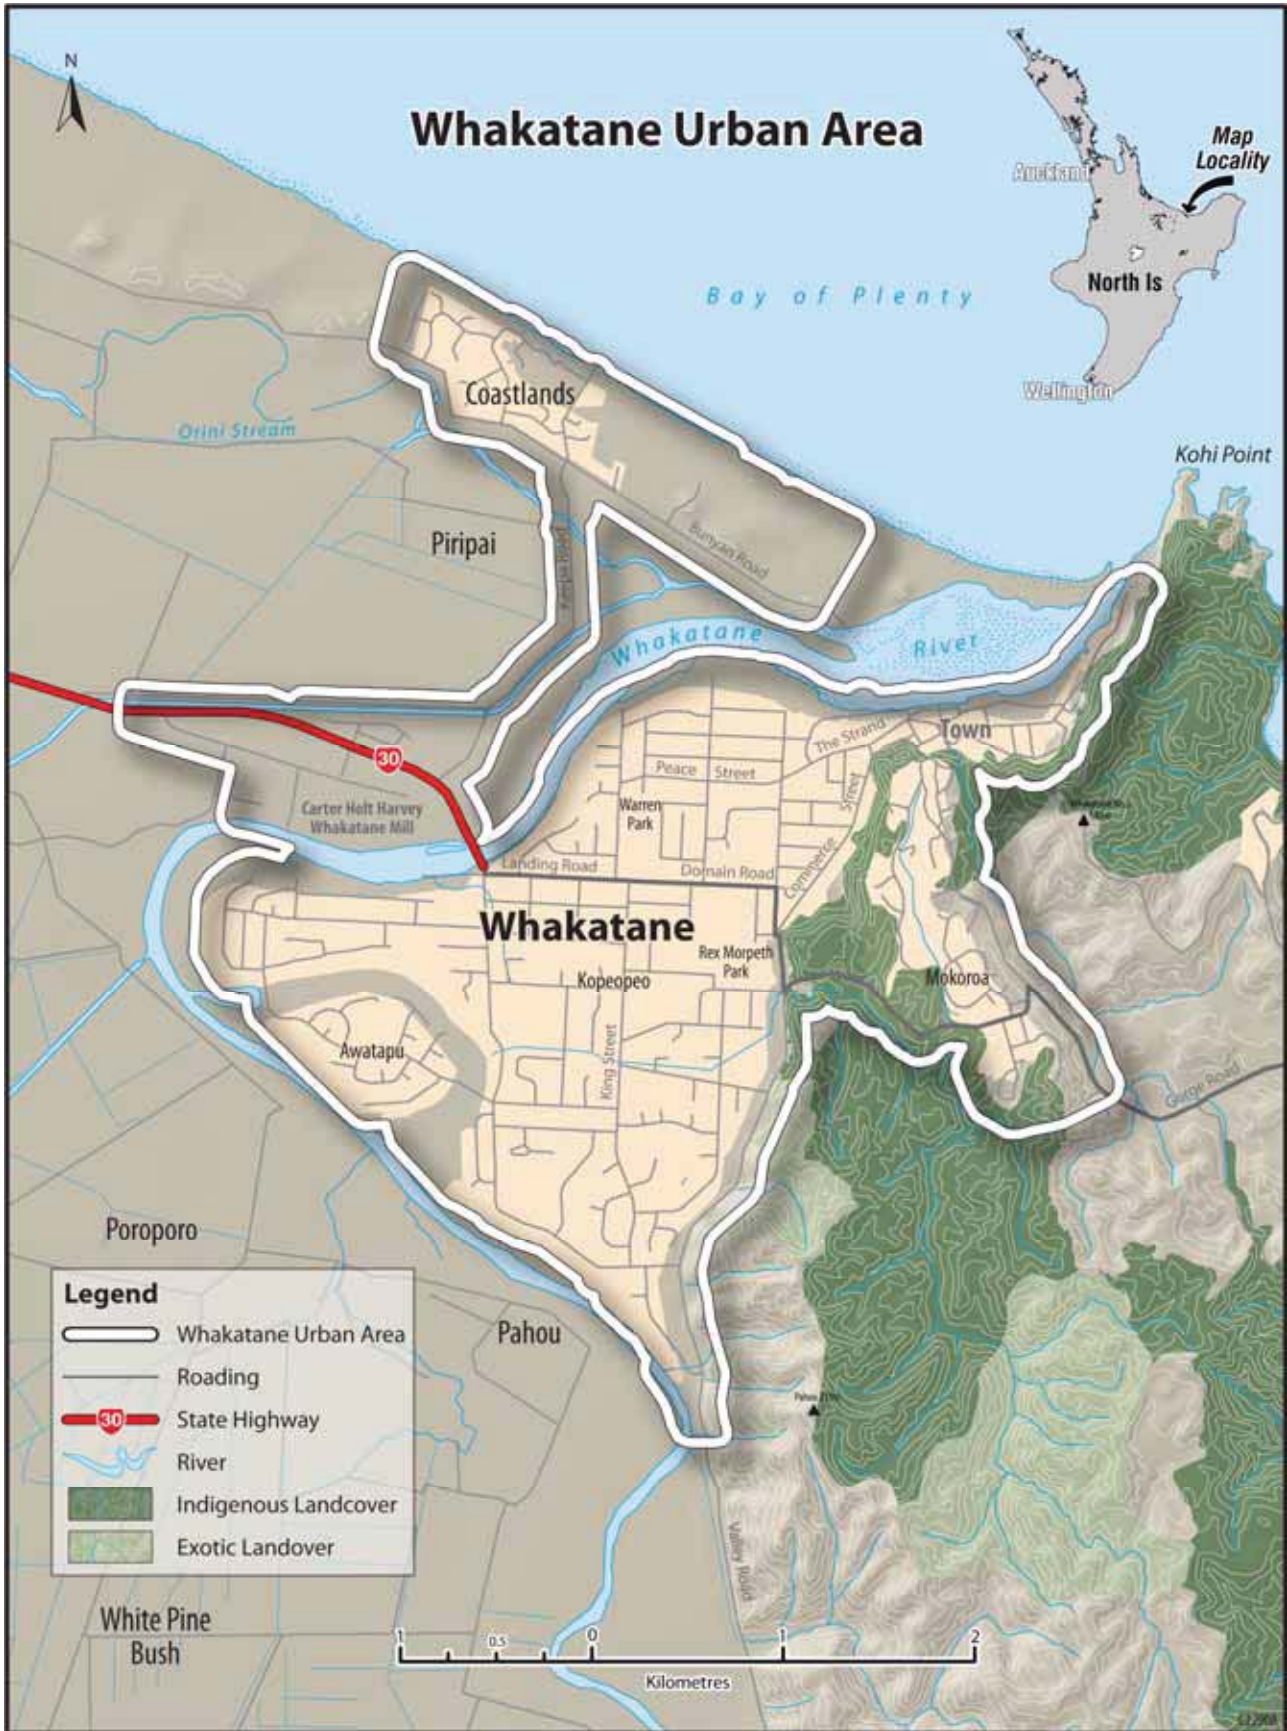 N
Whakatane Urban Area
Map
Locality
Auckland
North Is
Wellington
Bay of Plenty
Kohi Point
Coastlands
Orini Stream
Piripai
Keepa Road
Bunyan Road
Whakatane
River
30
Carter Holt Harvey
Whakatane Mill
The Strand
Town
Peace Street
Warren
Park
Commerce
Street
Landing Road
Domain Road
Whakatane
Rex Morpeth
Park
Kopeopeo
Mokoroa
Awatapu
King Street
Gorge Road
Poroporo
Pahou
Valley Road
White Pine
Bush
Legend
Whakatane Urban Area
Roading
30
State Highway
River
Indigenous Landcover
Exotic Landover
1
0.5
0
1
2
Kilometres